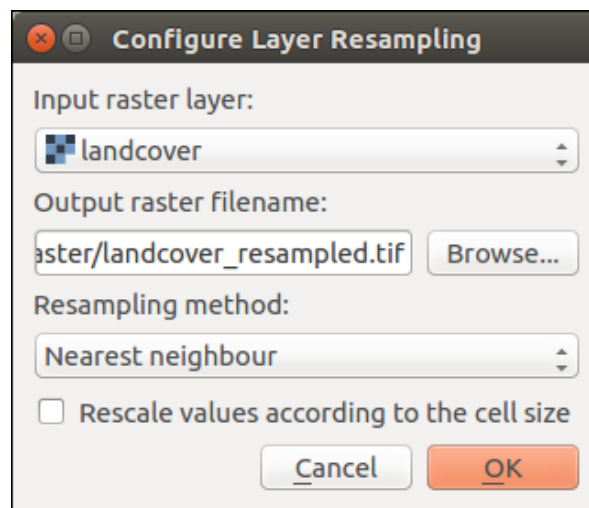 Configure Layer Resampling
Input raster layer:
landcover
Output raster filename:
aster/landcover_resampled.tif Browse...
Resampling method:
Nearest neighbour
Rescale values according to the cell size
Cancel OK